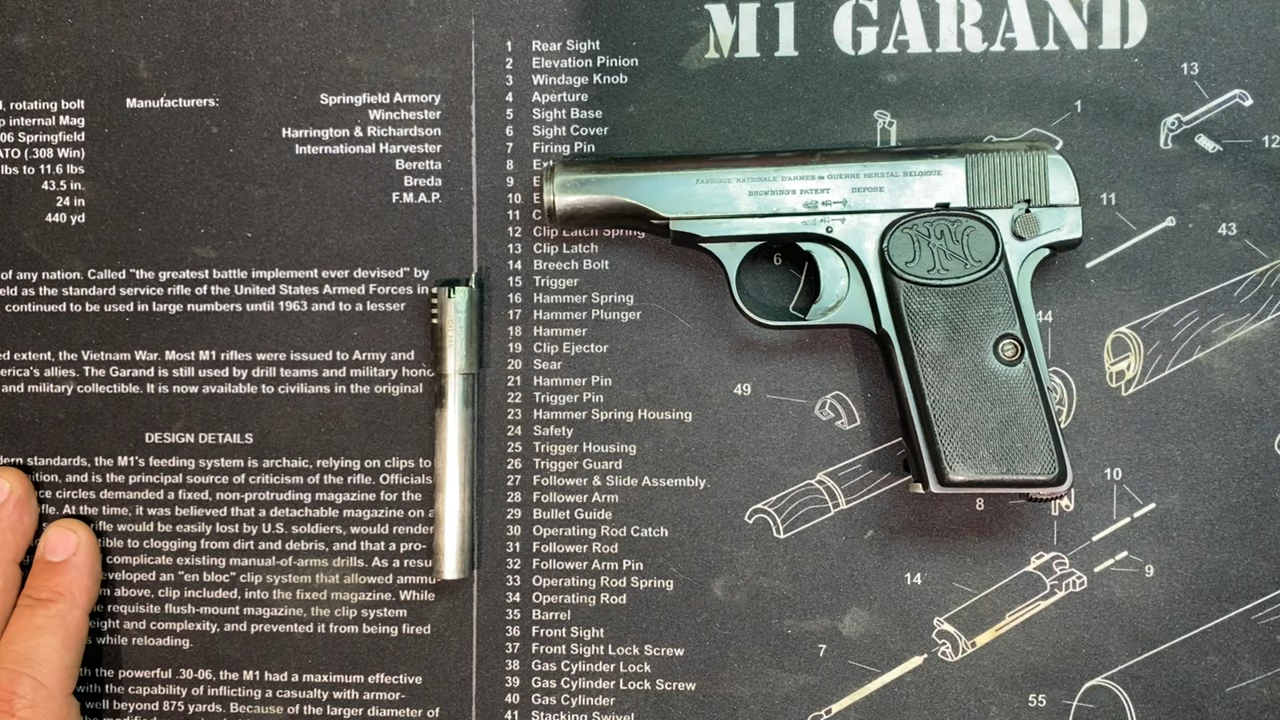 M1 GARAND
l, rotating bolt
p internal Mag
06 Springfield
ATO (.308 Win)
lbs to 11.6 lbs
43.5 in.
24 in
440 yd
Manufacturers:
Springfield Armory
Winchester
Harrington & Richardson
International Harvester
Beretta
Breda
F.M.A.P.
of any nation. Called "the greatest battle implement ever devised" by
eld as the standard service rifle of the United States Armed Forces in
continued to be used in large numbers until 1963 and to a lesser
ed extent, the Vietnam War. Most M1 rifles were issued to Army and
erica's allies. The Garand is still used by drill teams and military hono
and military collectible. It is now available to civilians in the original
DESIGN DETAILS
dern standards, the M1's feeding system is archaic, relying on clips to
ition, and is the principal source of criticism of the rifle. Officials
ce circles demanded a fixed, non-protruding magazine for the
ifle. At the time, it was believed that a detachable magazine on a
rifle would be easily lost by U.S. soldiers, would render
tible to clogging from dirt and debris, and that a pro-
complicate existing manual-of-arms drills. As a resu
eveloped an "en bloc" clip system that allowed ammu-
m above, clip included, into the fixed magazine. While
e requisite flush-mount magazine, the clip system
eight and complexity, and prevented it from being fired
s while reloading.
th the powerful .30-06, the M1 had a maximum effective
with the capability of inflicting a casualty with armor-
well beyond 875 yards. Because of the larger diameter of
1 Rear Sight
2 Elevation Pinion
3 Windage Knob
4 Aperture
5 Sight Base
6 Sight Cover
7 Firing Pin
8 Ext
9 E
10 E
11 C
12 Clip Latch Spring
13 Clip Latch
14 Breech Bolt
15 Trigger
16 Hammer Spring
17 Hammer Plunger
18 Hammer
19 Clip Ejector
20 Sear
21 Hammer Pin
22 Trigger Pin
23 Hammer Spring Housing
24 Safety
25 Trigger Housing
26 Trigger Guard
27 Follower & Slide Assembly
28 Follower Arm
29 Bullet Guide
30 Operating Rod Catch
31 Follower Rod
32 Follower Arm Pin
33 Operating Rod Spring
34 Operating Rod
35 Barrel
36 Front Sight
37 Front Sight Lock Screw
38 Gas Cylinder Lock
39 Gas Cylinder Lock Screw
40 Gas Cylinder
41 Stacking Swivel
FABRIQUE NATIONALE D'ARMES de GUERRE HERSTAL BELGIQUE
BROWNING'S PATENT DEPOSE
FN
13
1
12
11
43
6
44
49
8
10
9
14
7
55